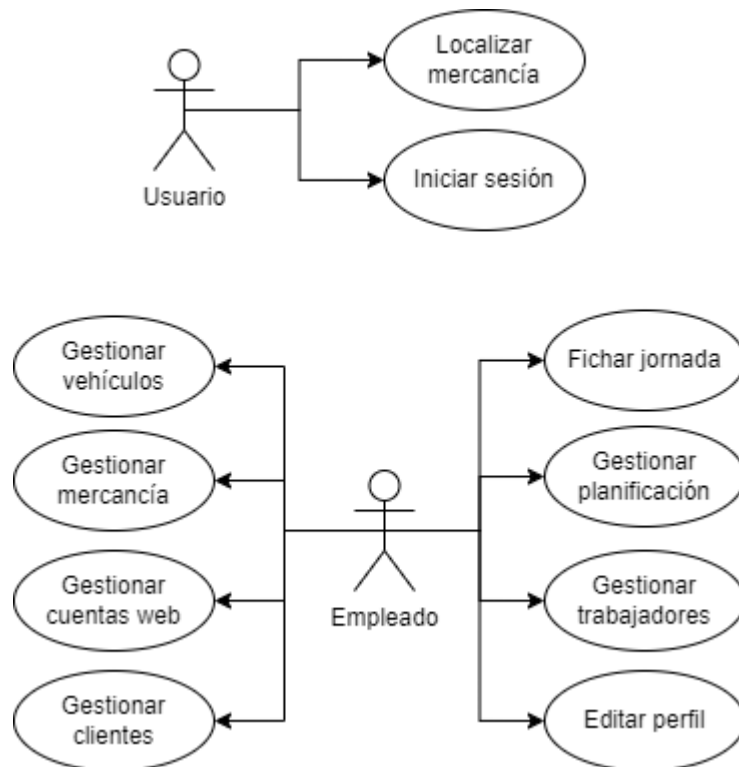 Localizar
mercancía
Iniciar sesión
Usuario
Gestionar
vehículos
Fichar jornada
Gestionar
mercancía
Gestionar
planificación
Gestionar
cuentas web
Empleado
Gestionar
trabajadores
Gestionar
clientes
Editar perfil